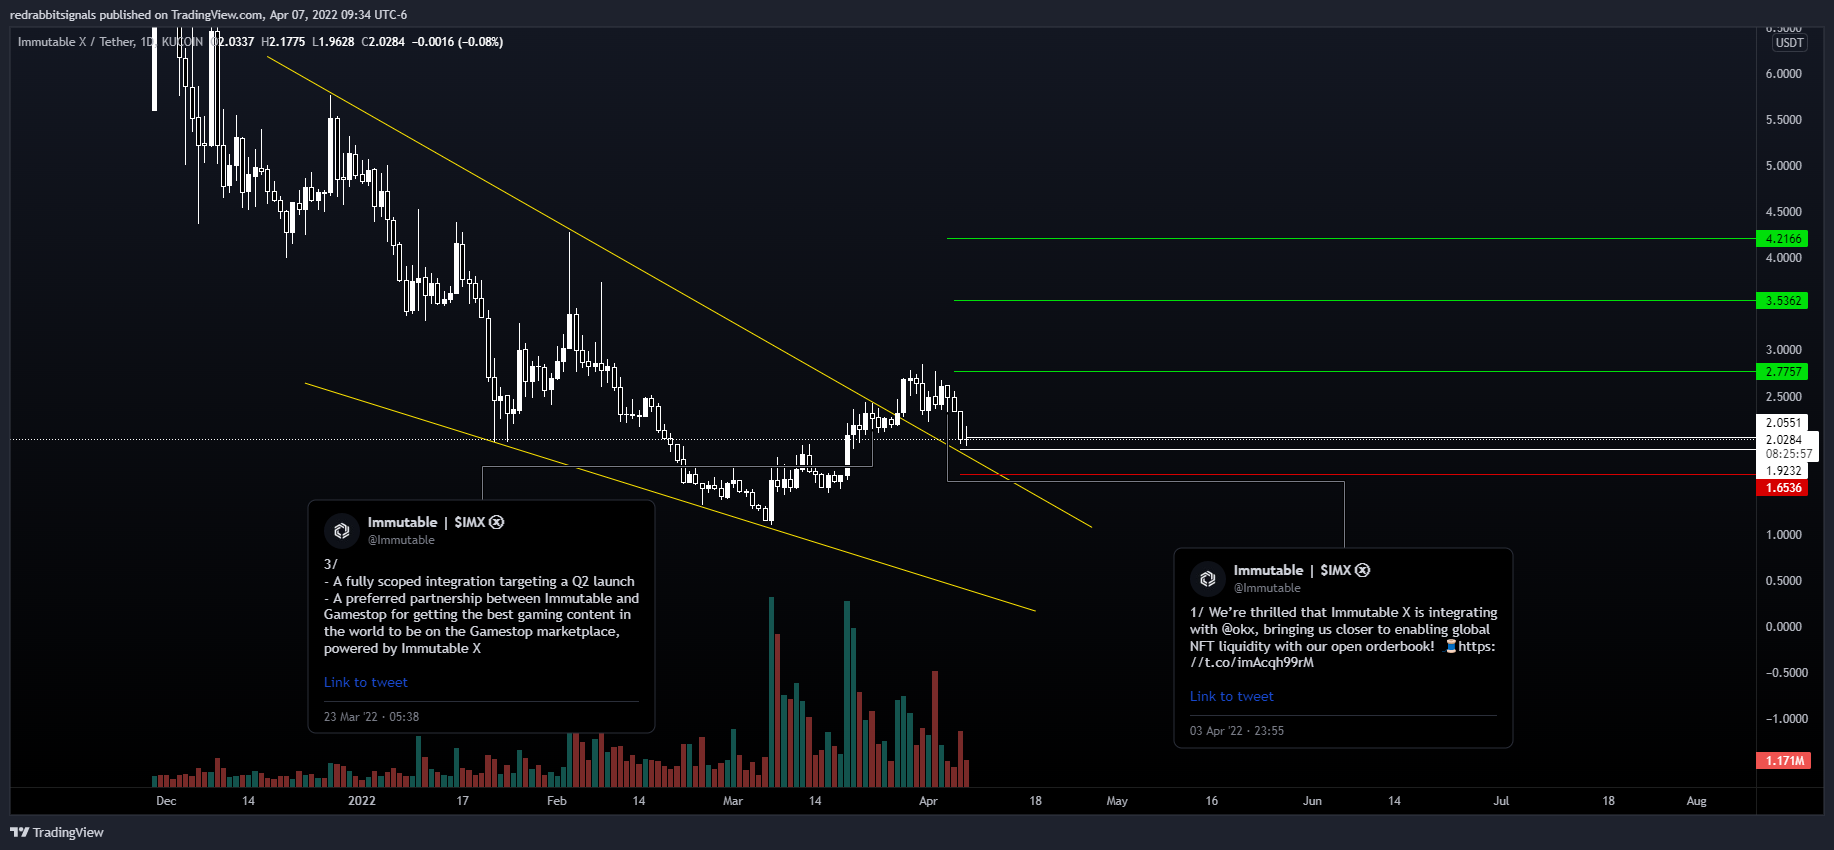 redrabbitsignals published on TradingView.com, Apr 07, 2022 09:34 UTC-6
Immutable X / Tether, 1D, KUCOIN O2.0337 H2.1775 L1.9628 C2.0284 −0.0016 (−0.08%)
6.5000
USDT
6.0000
5.5000
5.0000
4.5000
4.2166
4.0000
3.5362
3.0000
2.7757
2.5000
2.0551
2.0284
08:25:57
1.9232
1.6536
1.0000
0.5000
0.0000
−0.5000
−1.0000
1.171M
Immutable | $IMX
@Immutable
3/
- A fully scoped integration targeting a Q2 launch
- A preferred partnership between Immutable and
Gamestop for getting the best gaming content in
the world to be on the Gamestop marketplace,
powered by Immutable X
Link to tweet
23 Mar '22 · 05:38
Immutable | $IMX
@Immutable
1/ We’re thrilled that Immutable X is integrating
with @okx, bringing us closer to enabling global
NFT liquidity with our open orderbook! 🧵https:
//t.co/imAcqh99rM
Link to tweet
03 Apr '22 · 23:55
Dec 14 2022 17 Feb 14 Mar 14 Apr 18 May 16 Jun 14 Jul 18 Aug
TradingView